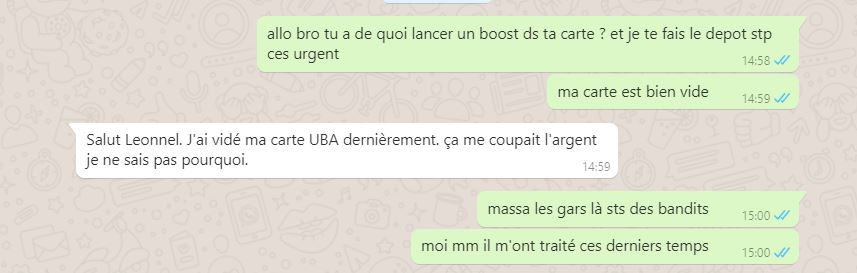 allo bro tu a de quoi lancer un boost ds ta carte ? et je te fais le depot stp
ces urgent
14:58
ma carte est bien vide
14:59
Salut Leonnel. J'ai vidé ma carte UBA dernièrement. ça me coupait l'argent
je ne sais pas pourquoi.
14:59
massa les gars là sts des bandits
15:00
moi mm il m'ont traité ces derniers temps
15:00